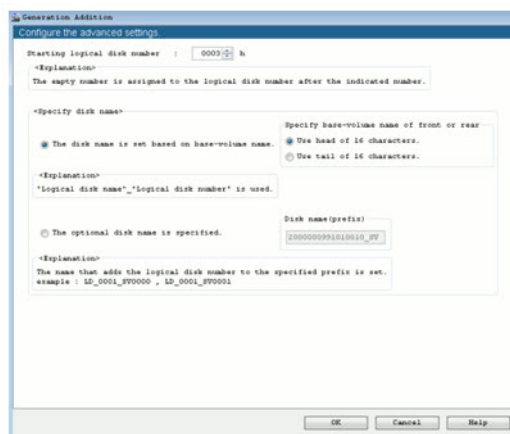 Generation Addition
Configure the advanced settings.
Starting logical disk number : 0003 h
<Explanation>
The empty number is assigned to the logical disk number after the indicated number.
<Specify disk name>
Specify base-volume name of front or rear
The disk name is set based on base-volume name.
Use head of 16 characters.
Use tail of 16 characters.
<Explanation>
"Logical disk name"_"Logical disk number" is used.
Disk name(prefix)
The optional disk name is specified.
<Explanation>
The name that adds the logical disk number to the specified prefix is set.
example : LD_0001_SV0000 , LD_0001_SV0001
OK Cancel Help